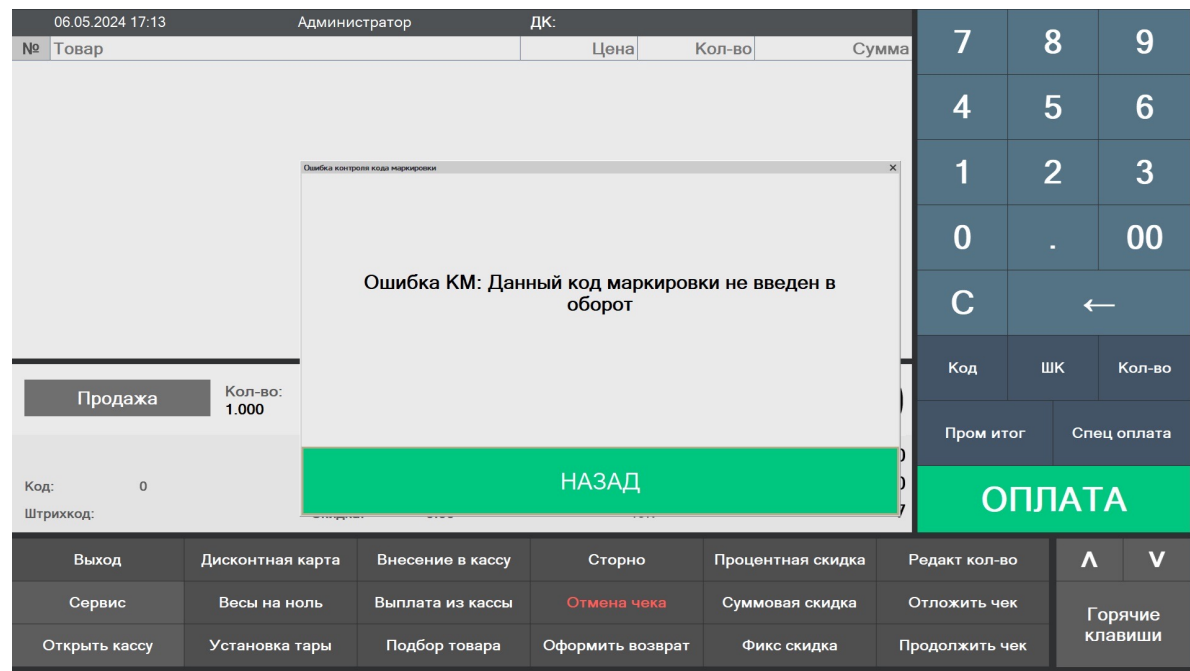 06.05.2024 17:13 Администратор ДК:
№ Товар Цена Кол-во Сумма
Ошибка контроля кода маркировки X
Ошибка КМ: Данный код маркировки не введен в
оборот
НАЗАД
Продажа Кол-во:
1.000
Код: 0
Штрихкод:
7 8 9
4 5 6
1 2 3
0 . 00
C ←
Код ШК Кол-во
Пром итог Спец оплата
ОПЛАТА
Выход Дисконтная карта Внесение в кассу Сторно Процентная скидка Редакт кол-во
Сервис Весы на ноль Выплата из кассы Отмена чека Суммовая скидка Отложить чек
Открыть кассу Установка тары Подбор товара Оформить возврат Фикс скидка Продолжить чек
Горячие
клавиши